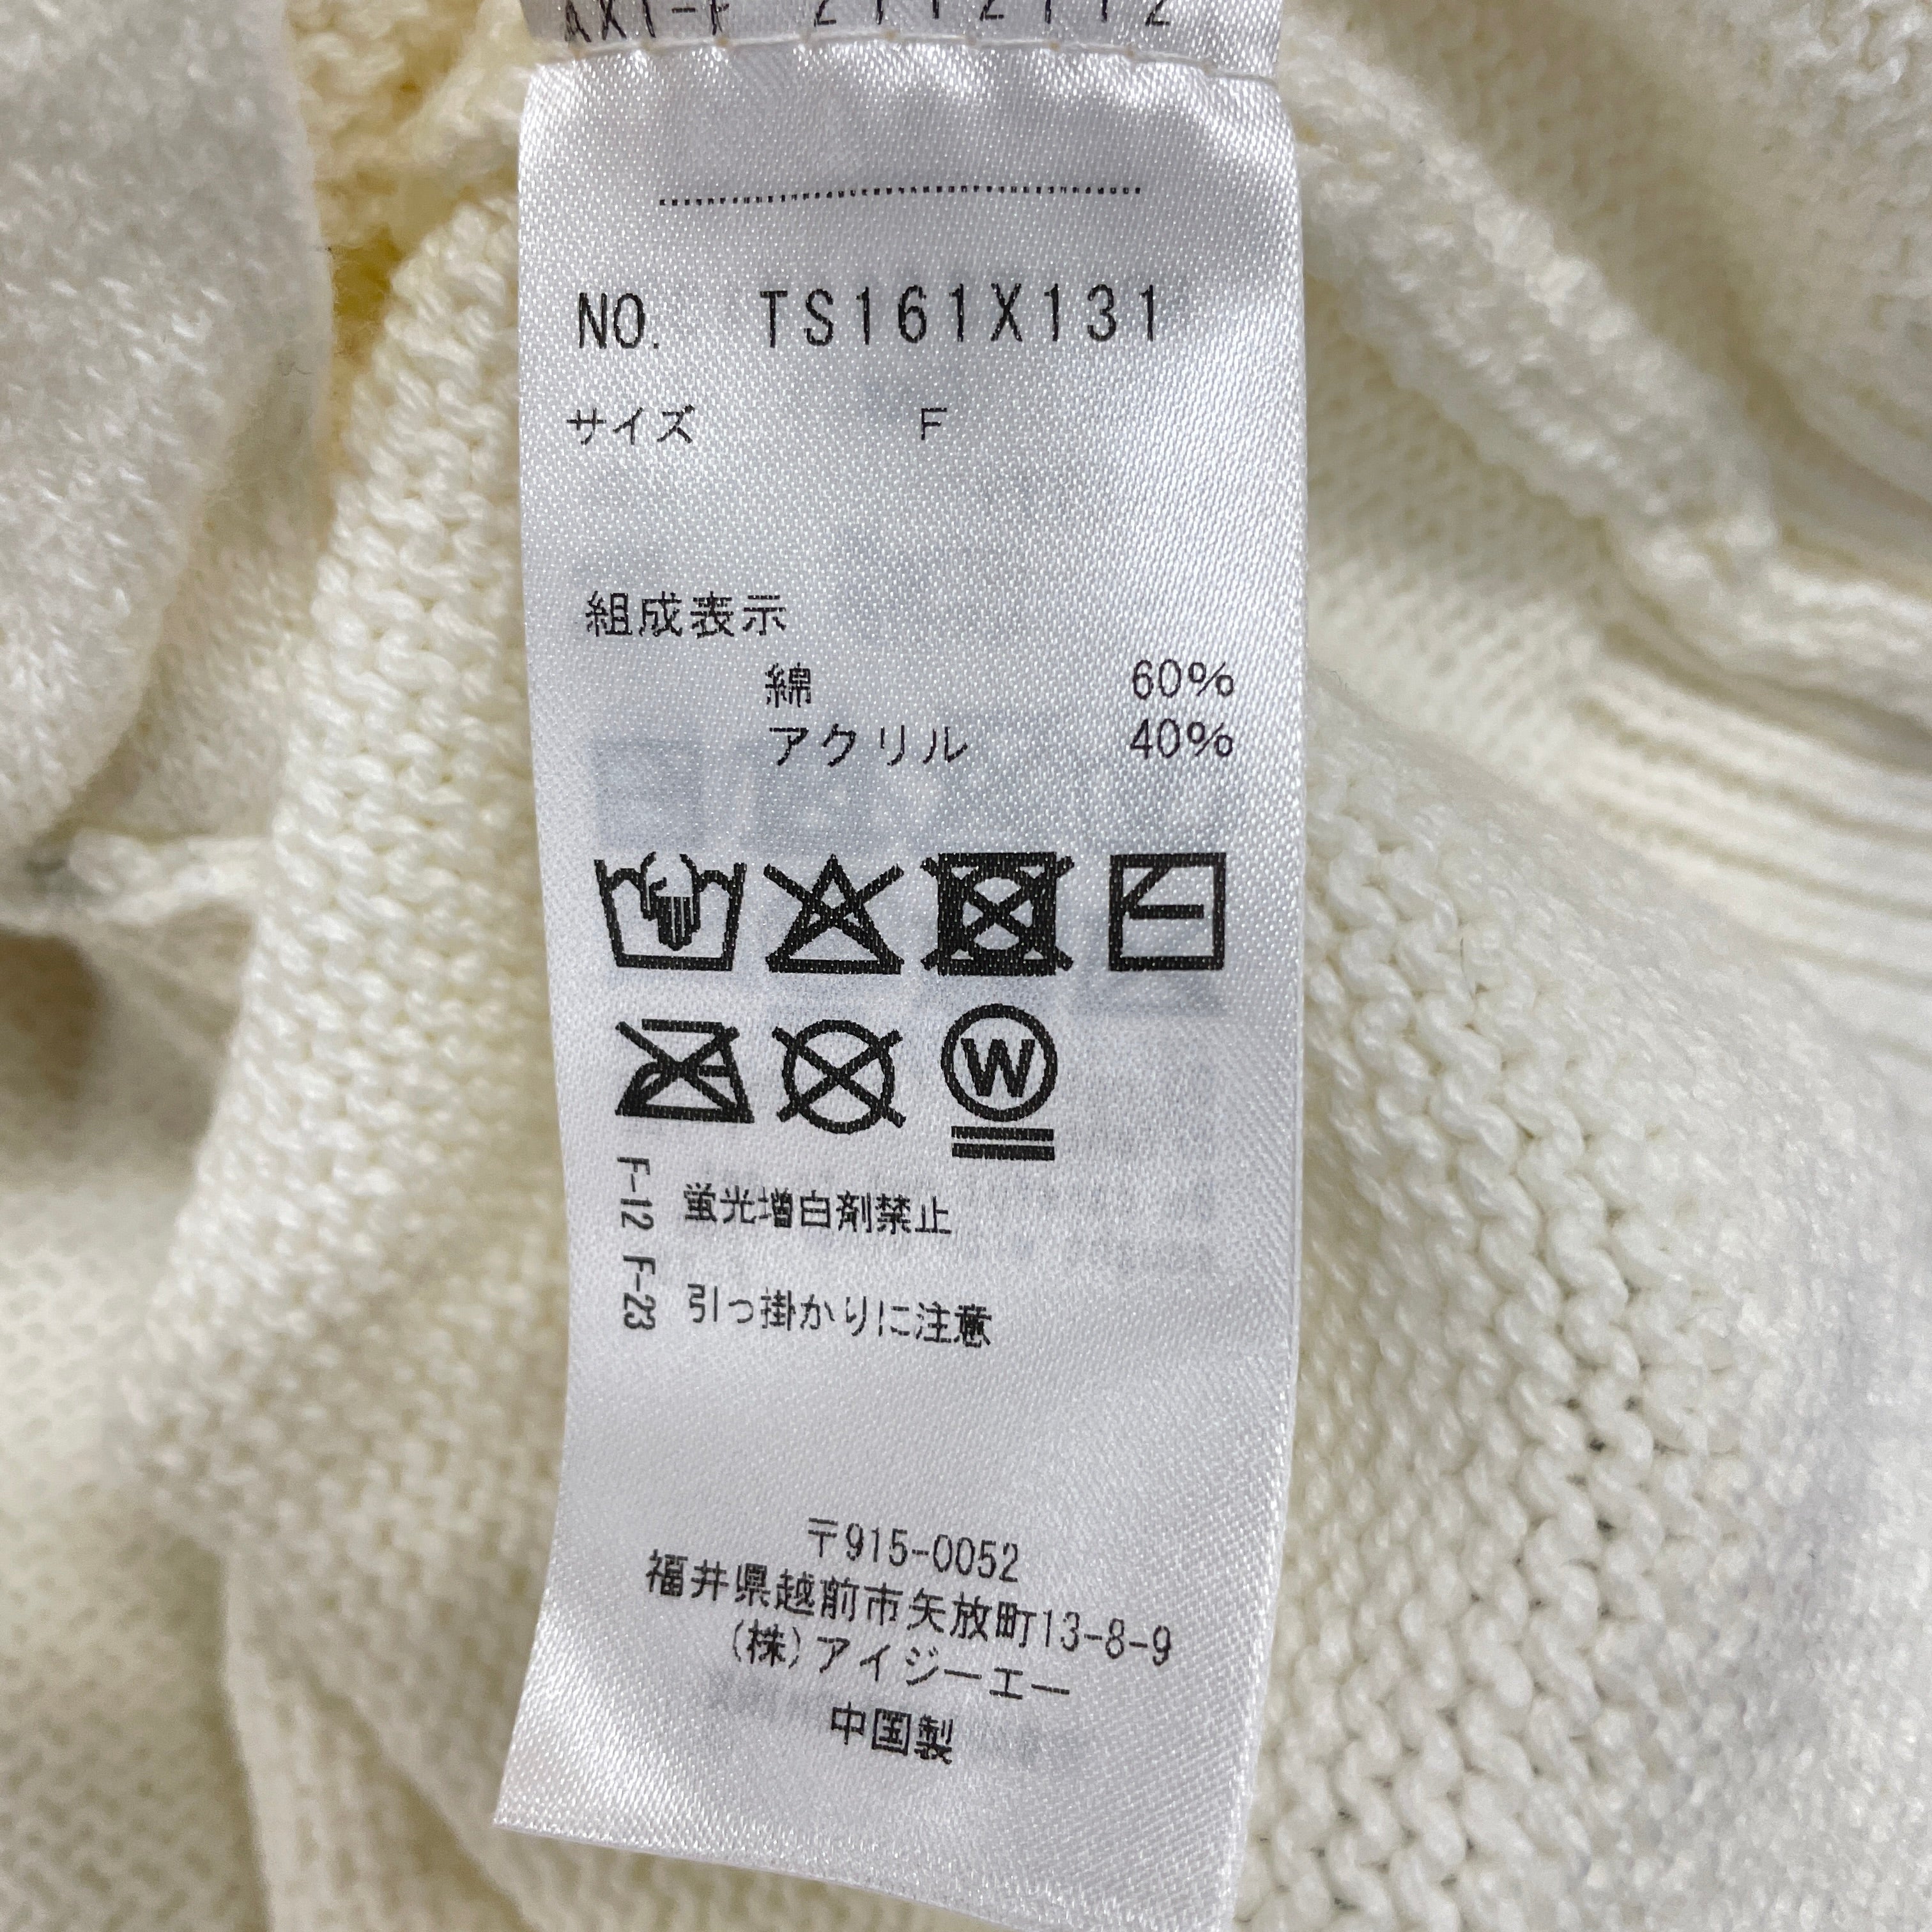 NO. TS161X131
サイズ F
組成表示
綿 60%
アクリル 40%
W
F-12 蛍光増白剤禁止
F-23 引っ掛かりに注意
〒915-0052
福井県越前市矢放町13-8-9
(株)アイジーエー
中国製